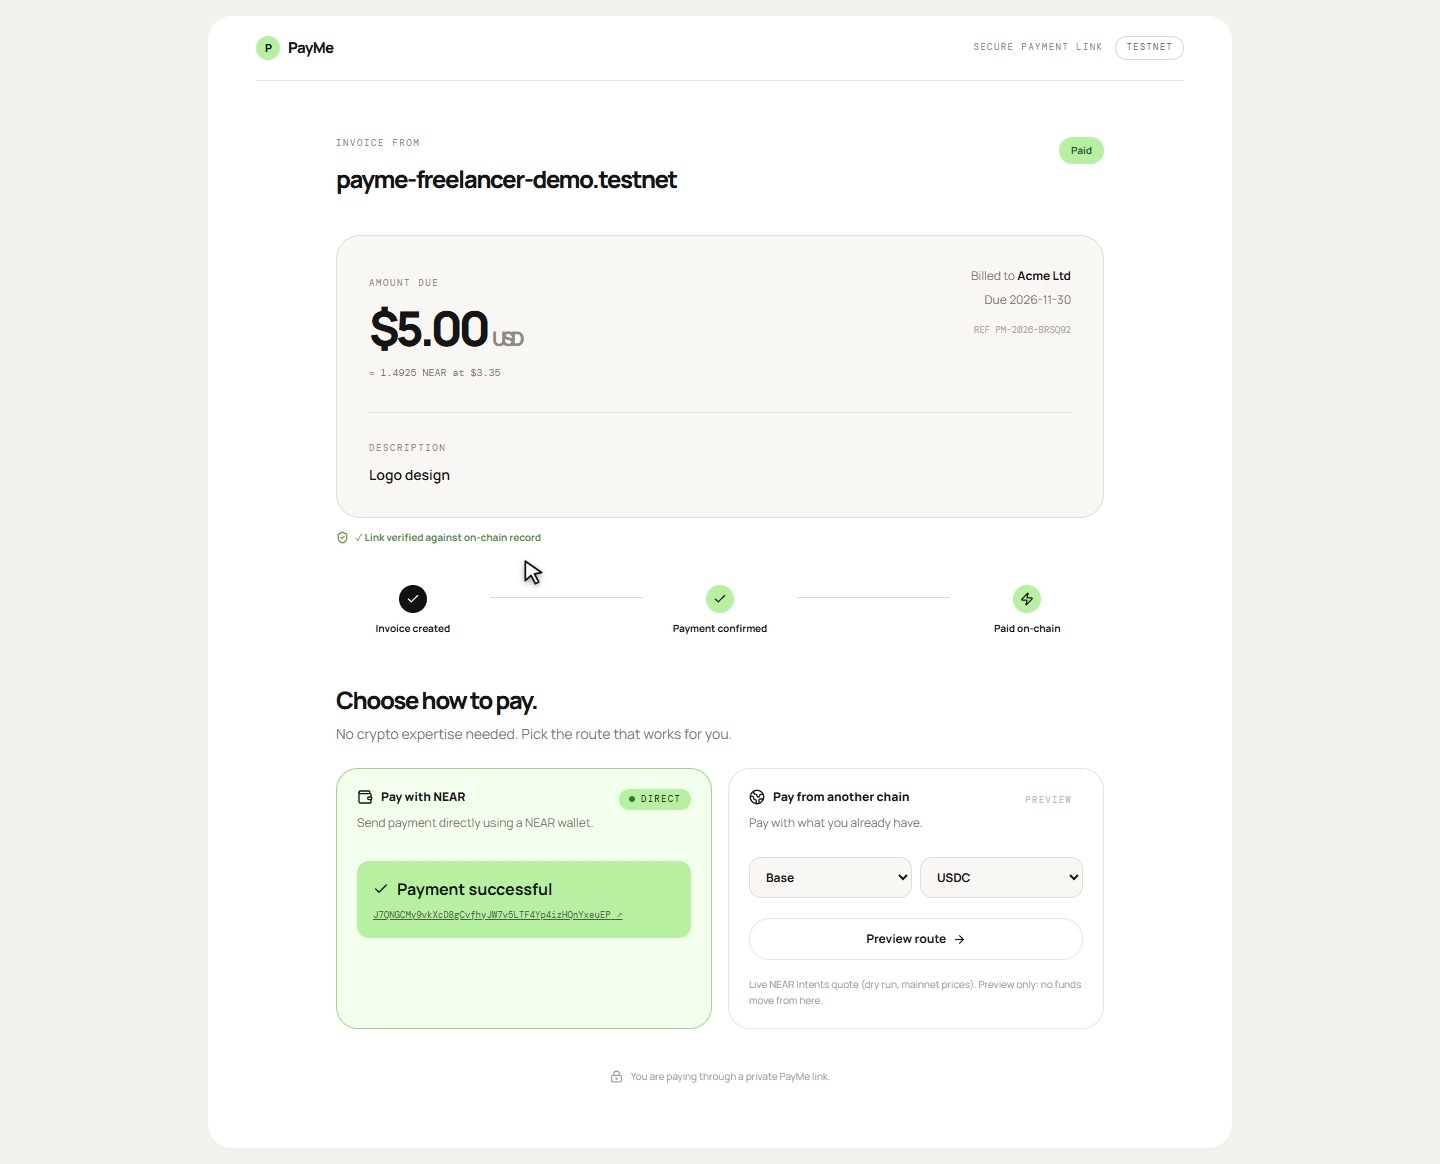 P PayMe
SECURE PAYMENT LINK TESTNET
INVOICE FROM
Paid
payme-freelancer-demo.testnet
AMOUNT DUE
Billed to Acme Ltd
$5.00 USD
Due 2026-11-30
REF PM-2026-BRSQ92
≈ 1.4925 NEAR at $3.35
DESCRIPTION
Logo design
✓ Link verified against on-chain record
Invoice created
Payment confirmed
Paid on-chain
Choose how to pay.
No crypto expertise needed. Pick the route that works for you.
Pay with NEAR
DIRECT
Send payment directly using a NEAR wallet.
Payment successful
J7QNGCMy9vkXcD8gCvfhyJW7v5LTF4Yp4izHQnYxeuEP ↗
Pay from another chain
PREVIEW
Pay with what you already have.
Base
USDC
Preview route →
Live NEAR Intents quote (dry run, mainnet prices). Preview only: no funds
move from here.
You are paying through a private PayMe link.